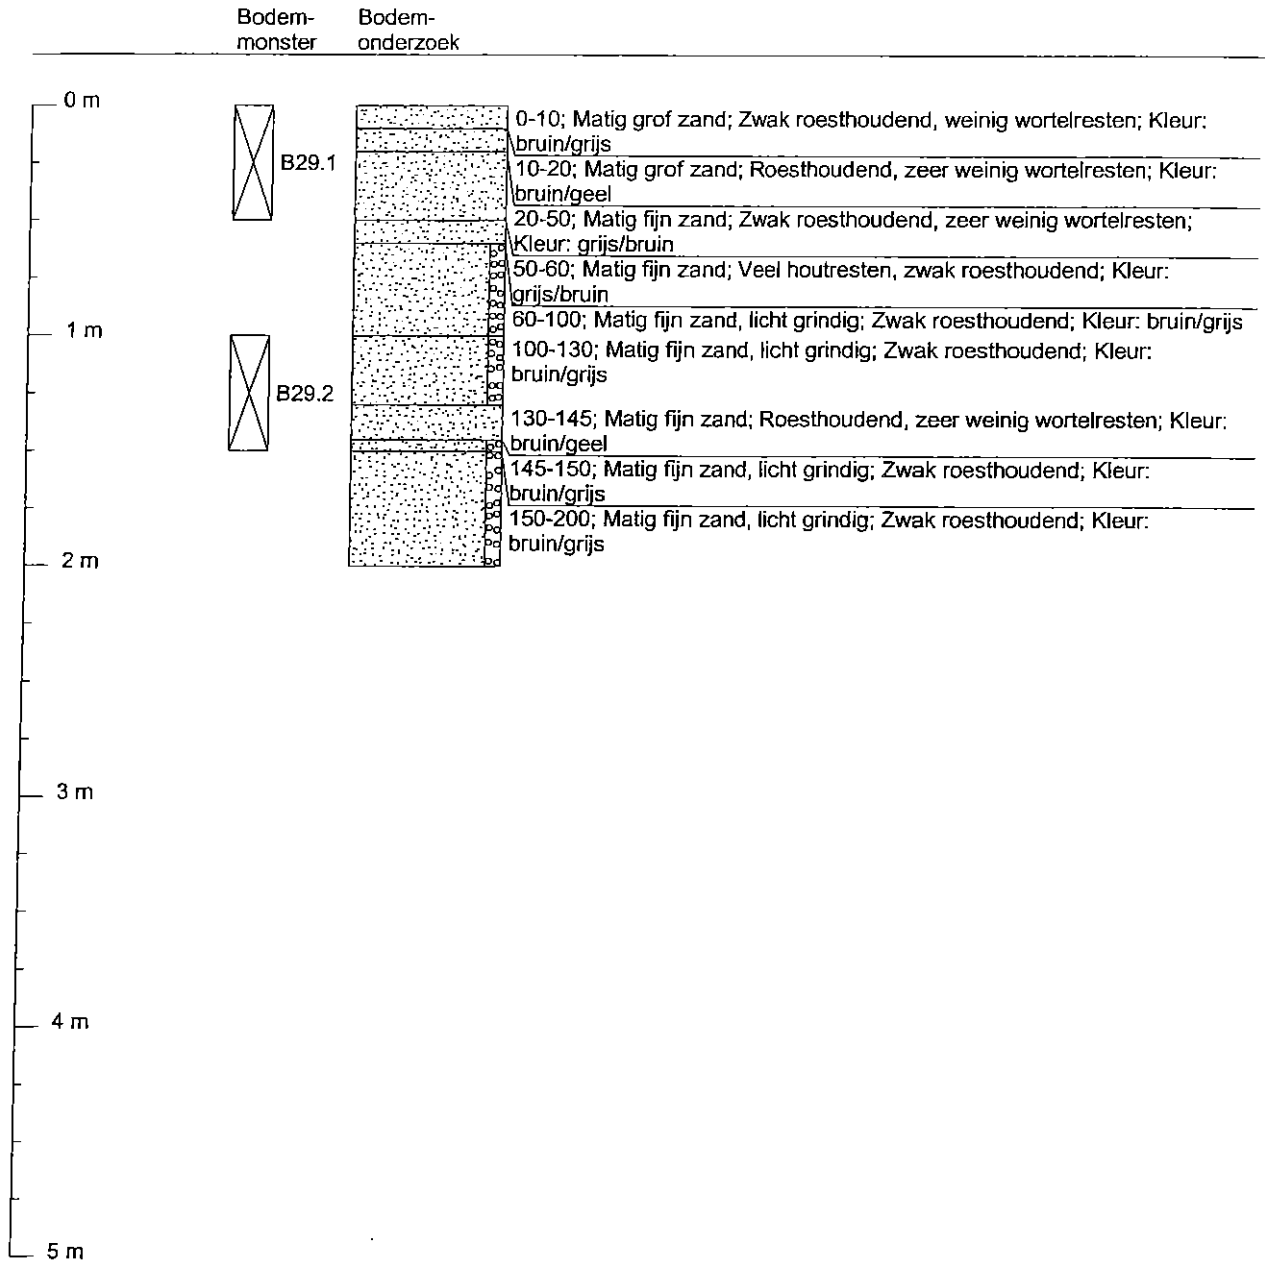 Bodem-
monster
Bodem-
onderzoek
0 m
B29.1
0-10; Matig grof zand; Zwak roesthoudend, weinig wortelresten; Kleur:
bruin/grijs
10-20; Matig grof zand; Roesthoudend, zeer weinig wortelresten; Kleur:
bruin/geel
20-50; Matig fijn zand; Zwak roesthoudend, zeer weinig wortelresten;
Kleur: grijs/bruin
50-60; Matig fijn zand; Veel houtresten, zwak roesthoudend; Kleur:
grijs/bruin
60-100; Matig fijn zand, licht grindig; Zwak roesthoudend; Kleur: bruin/grijs
1 m
B29.2
100-130; Matig fijn zand, licht grindig; Zwak roesthoudend; Kleur:
bruin/grijs
130-145; Matig fijn zand; Roesthoudend, zeer weinig wortelresten; Kleur:
bruin/geel
145-150; Matig fijn zand, licht grindig; Zwak roesthoudend; Kleur:
bruin/grijs
150-200; Matig fijn zand, licht grindig; Zwak roesthoudend; Kleur:
bruin/grijs
2 m
3 m
4 m
5 m